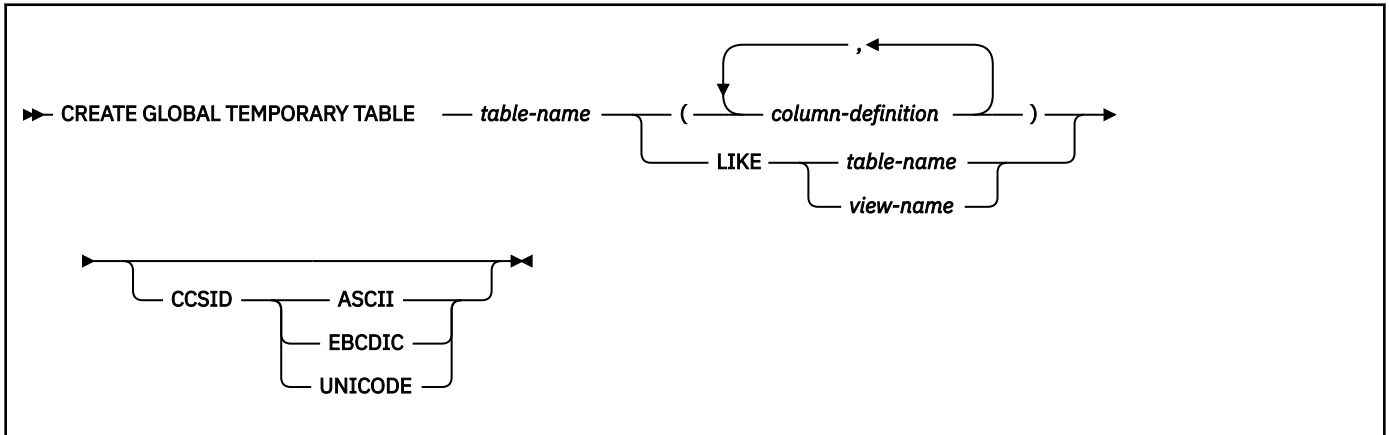 ,
CREATE GLOBAL TEMPORARY TABLE table-name ( column-definition )
LIKE table-name
view-name
CCSID ASCII
EBCDIC
UNICODE